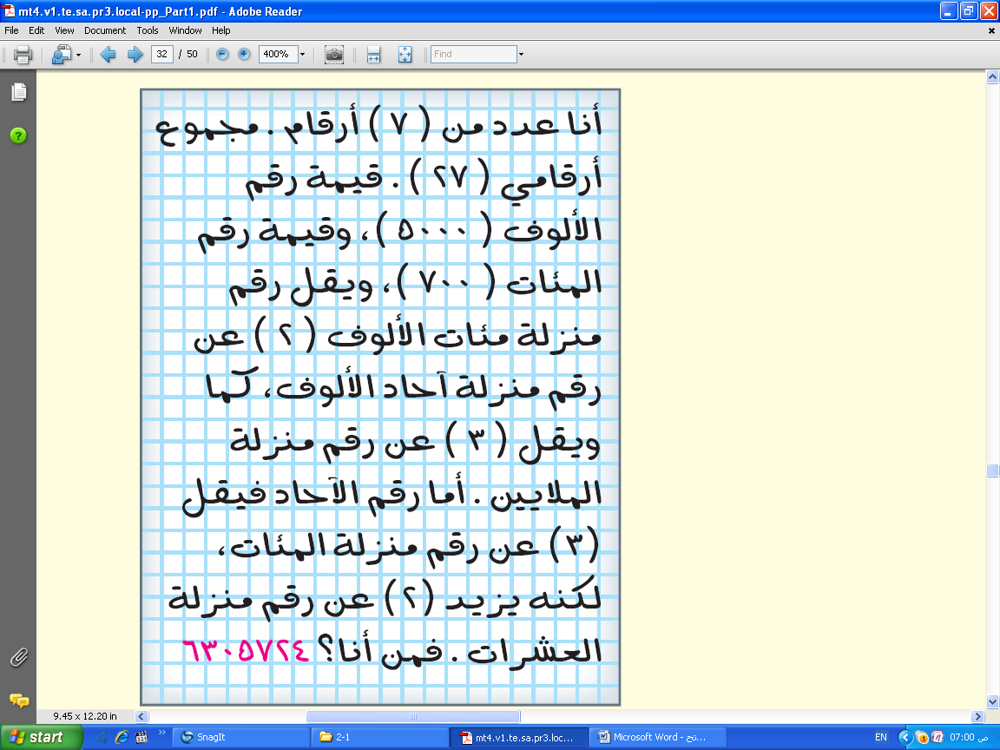 mt4.v1.te.sa.pr3.local-pp_Part1.pdf - Adobe Reader
File Edit View Document Tools Window Help
32 / 50 400% Find
أنا عدد من ( ٧ ) أرقام . مجموع
أرقامي ( ٢٧ ) . قيمة رقم
الألوف ( ٥٠٠٠ )، وقيمة رقم
المئات ( ٧٠٠ )، ويقل رقم
منزلة مئات الألوف ( ٢ ) عن
رقم منزلة آحاد الألوف، كما
ويقل ( ٣ ) عن رقم منزلة
الملايين . أما رقم الآحاد فيقل
(٣) عن رقم منزلة المئات،
لكنه يزيد (٢) عن رقم منزلة
العشرات . فمن أنا؟ ٦٣٠٥٧٢٤
9.45 x 12.20 in
start SnagIt 2-1 mt4.v1.te.sa.pr3.loc... Microsoft Word - فتح... EN 07:00 ص